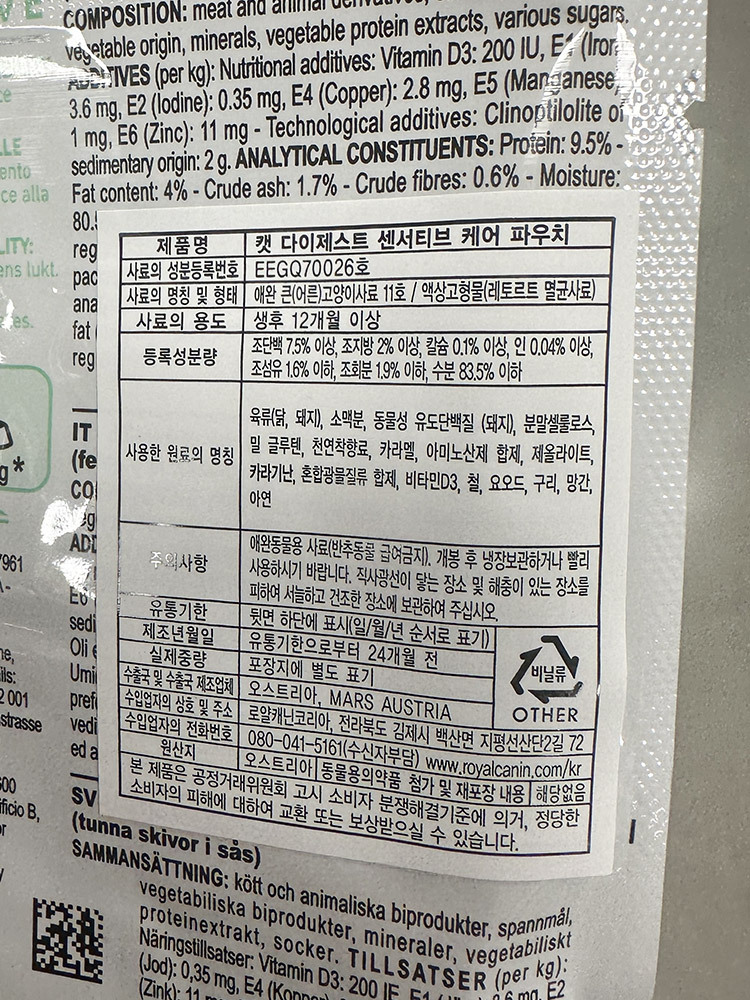 COMPOSITION: meat and animal
vegetable origin, minerals, vegetable protein extracts, various sugars.
ADDITIVES (per kg): Nutritional additives: Vitamin D3: 200 IU, E1 (Iron
3.6 mg, E2 (Iodine): 0.35 mg, E4 (Copper): 2.8 mg, E5 (Manganese)
1 mg, E6 (Zinc): 11 mg - Technological additives: Clinoptilolite of
sedimentary origin: 2 g. ANALYTICAL CONSTITUENTS: Protein: 9.5% -
Fat content: 4% - Crude ash: 1.7% - Crude fibres: 0.6% - Moisture:
제품명 캣 다이제스트 센서티브 케어 파우치
사료의 성분등록번호 EEGQ70026호
사료의 명칭 및 형태 애완 큰(어른)고양이사료 11호 / 액상고형물(레토르트 멸균사료)
사료의 용도 생후 12개월 이상
등록성분량 조단백 7.5% 이상, 조지방 2% 이상, 칼슘 0.1% 이상, 인 0.04% 이상,
조섬유 1.6% 이하, 조회분 1.9% 이하, 수분 83.5% 이하
사용한 원료의 명칭 육류(닭, 돼지), 소맥분, 동물성 유도단백질 (돼지), 분말셀룰로스,
밀 글루텐, 천연착향료, 카라멜, 아미노산제 합제, 제올라이트,
카라기난, 혼합광물질류 합제, 비타민D3, 철, 요오드, 구리, 망간,
아연
주의사항 애완동물용 사료(반추동물 급여금지). 개봉 후 냉장보관하거나 빨리
사용하시기 바랍니다. 직사광선이 닿는 장소 및 해충이 있는 장소를
피하여 서늘하고 건조한 장소에 보관하여 주십시오.
유통기한 뒷면 하단에 표시(일/월/년 순서로 표기)
제조년월일 유통기한으로부터 24개월 전
실제중량 포장지에 별도 표기
비닐류
OTHER
수출국 및 수출국 제조업체 오스트리아, MARS AUSTRIA
수입업자의 상호 및 주소 로얄캐닌코리아, 전라북도 김제시 백산면 지평선산단2길 72
수입업자의 전화번호 080-041-5161(수신자부담) www.royalcanin.com/kr
원산지 오스트리아 동물용의약품 첨가 및 재포장 내용 해당없음
본 제품은 공정거래위원회 고시 소비자 분쟁해결기준에 의거, 정당한
소비자의 피해에 대하여 교환 또는 보상받으실 수 있습니다.
SV
(tunna skivor i sås)
SAMMANSÄTTNING: kött och animaliska biprodukter, spannmål,
vegetabiliska biprodukter, mineraler, vegetabiliskt
proteinextrakt, socker. TILLSATSER (per kg):
Näringstillsatser: Vitamin D3: 200 IE, E1
(Jod): 0,35 mg, E4 mg, E2
(Zink): 11